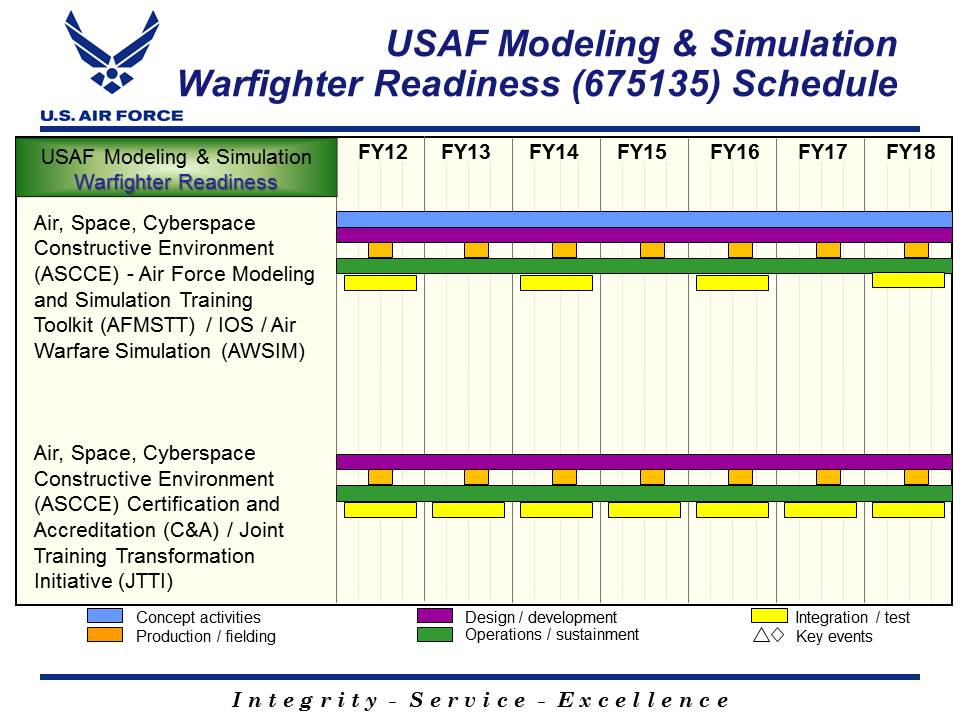 USAF Modeling & Simulation
Warfighter Readiness (675135) Schedule
U.S. AIR FORCE
USAF Modeling & Simulation
Warfighter Readiness
FY12 FY13 FY14 FY15 FY16 FY17 FY18
Air, Space, Cyberspace
Constructive Environment
(ASCCE) - Air Force Modeling
and Simulation Training
Toolkit (AFMSTT) / IOS / Air
Warfare Simulation (AWSIM)
Air, Space, Cyberspace
Constructive Environment
(ASCCE) Certification and
Accreditation (C&A) / Joint
Training Transformation
Initiative (JTTI)
Concept activities Design / development Integration / test
Production / fielding Operations / sustainment Key events
Integrity - Service - Excellence